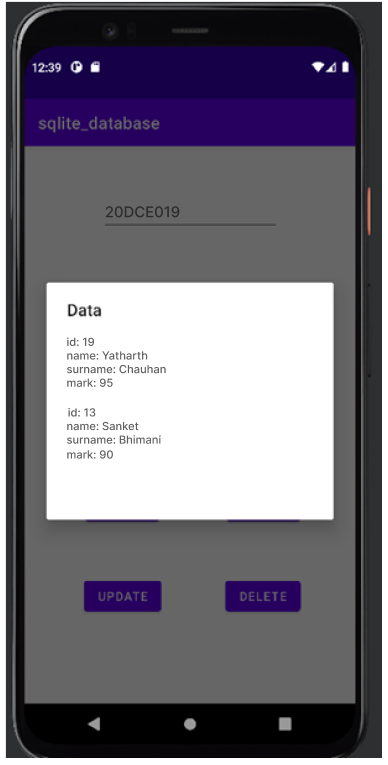 12:39
sqlite_database
20DCE019
Data
id: 19
name: Yatharth
surname: Chauhan
mark: 95
id: 13
name: Sanket
surname: Bhimani
mark: 90
UPDATE
DELETE